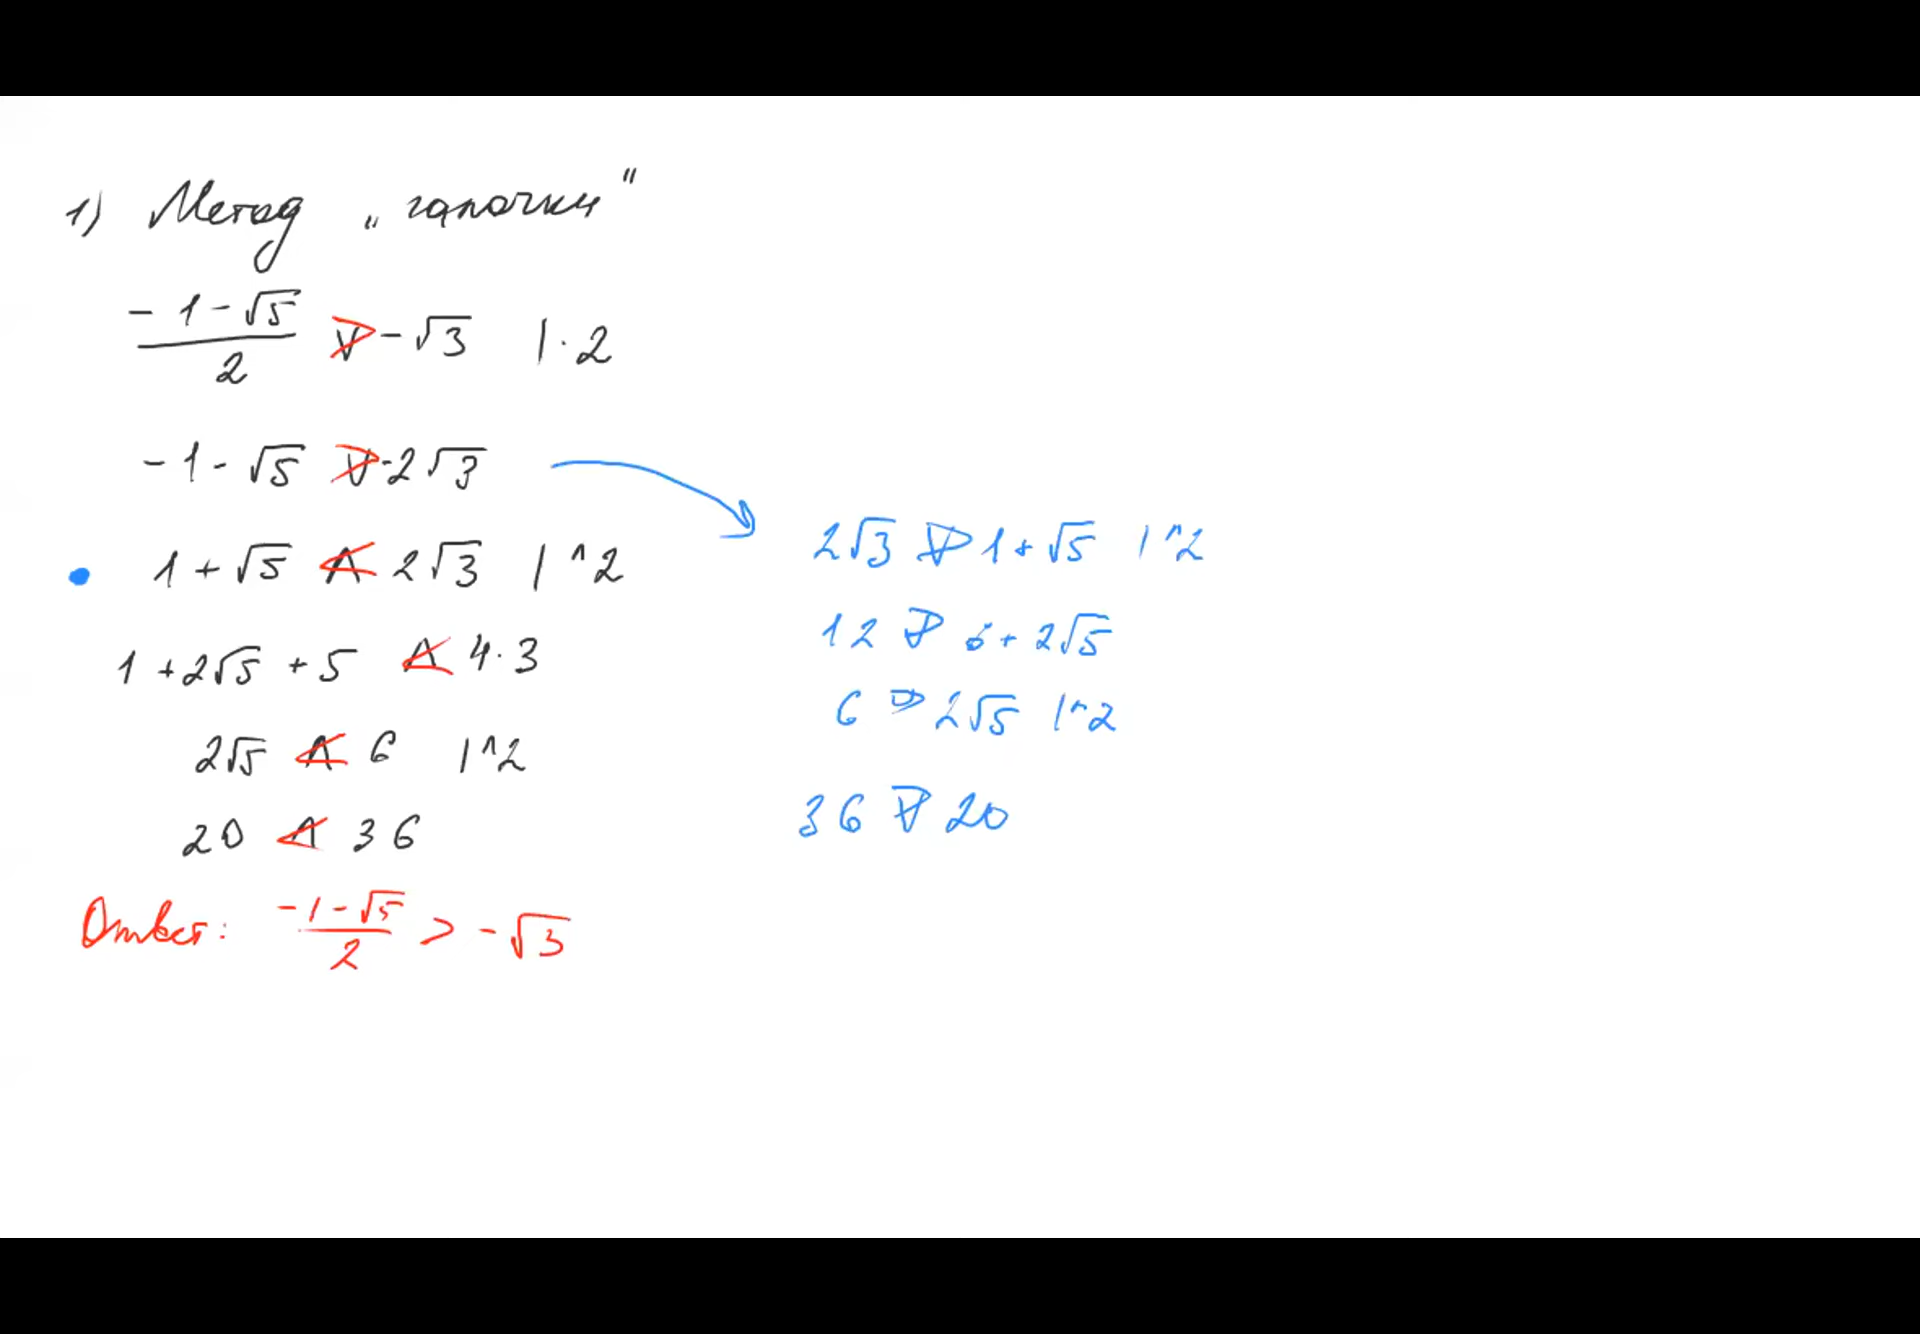 1) Метод „галочки“
(-1-√5)/2 V > -√3 | · 2
-1-√5 V > -2√3
1+√5 Λ < 2√3 | ^2
1+2√5+5 Λ < 4·3
2√5 Λ < 6 | ^2
20 Λ < 36
Ответ: (-1-√5)/2 > -√3
2√3 V > 1+√5 | ^2
12 V > 6+2√5
6 V > 2√5 | ^2
36 V > 20